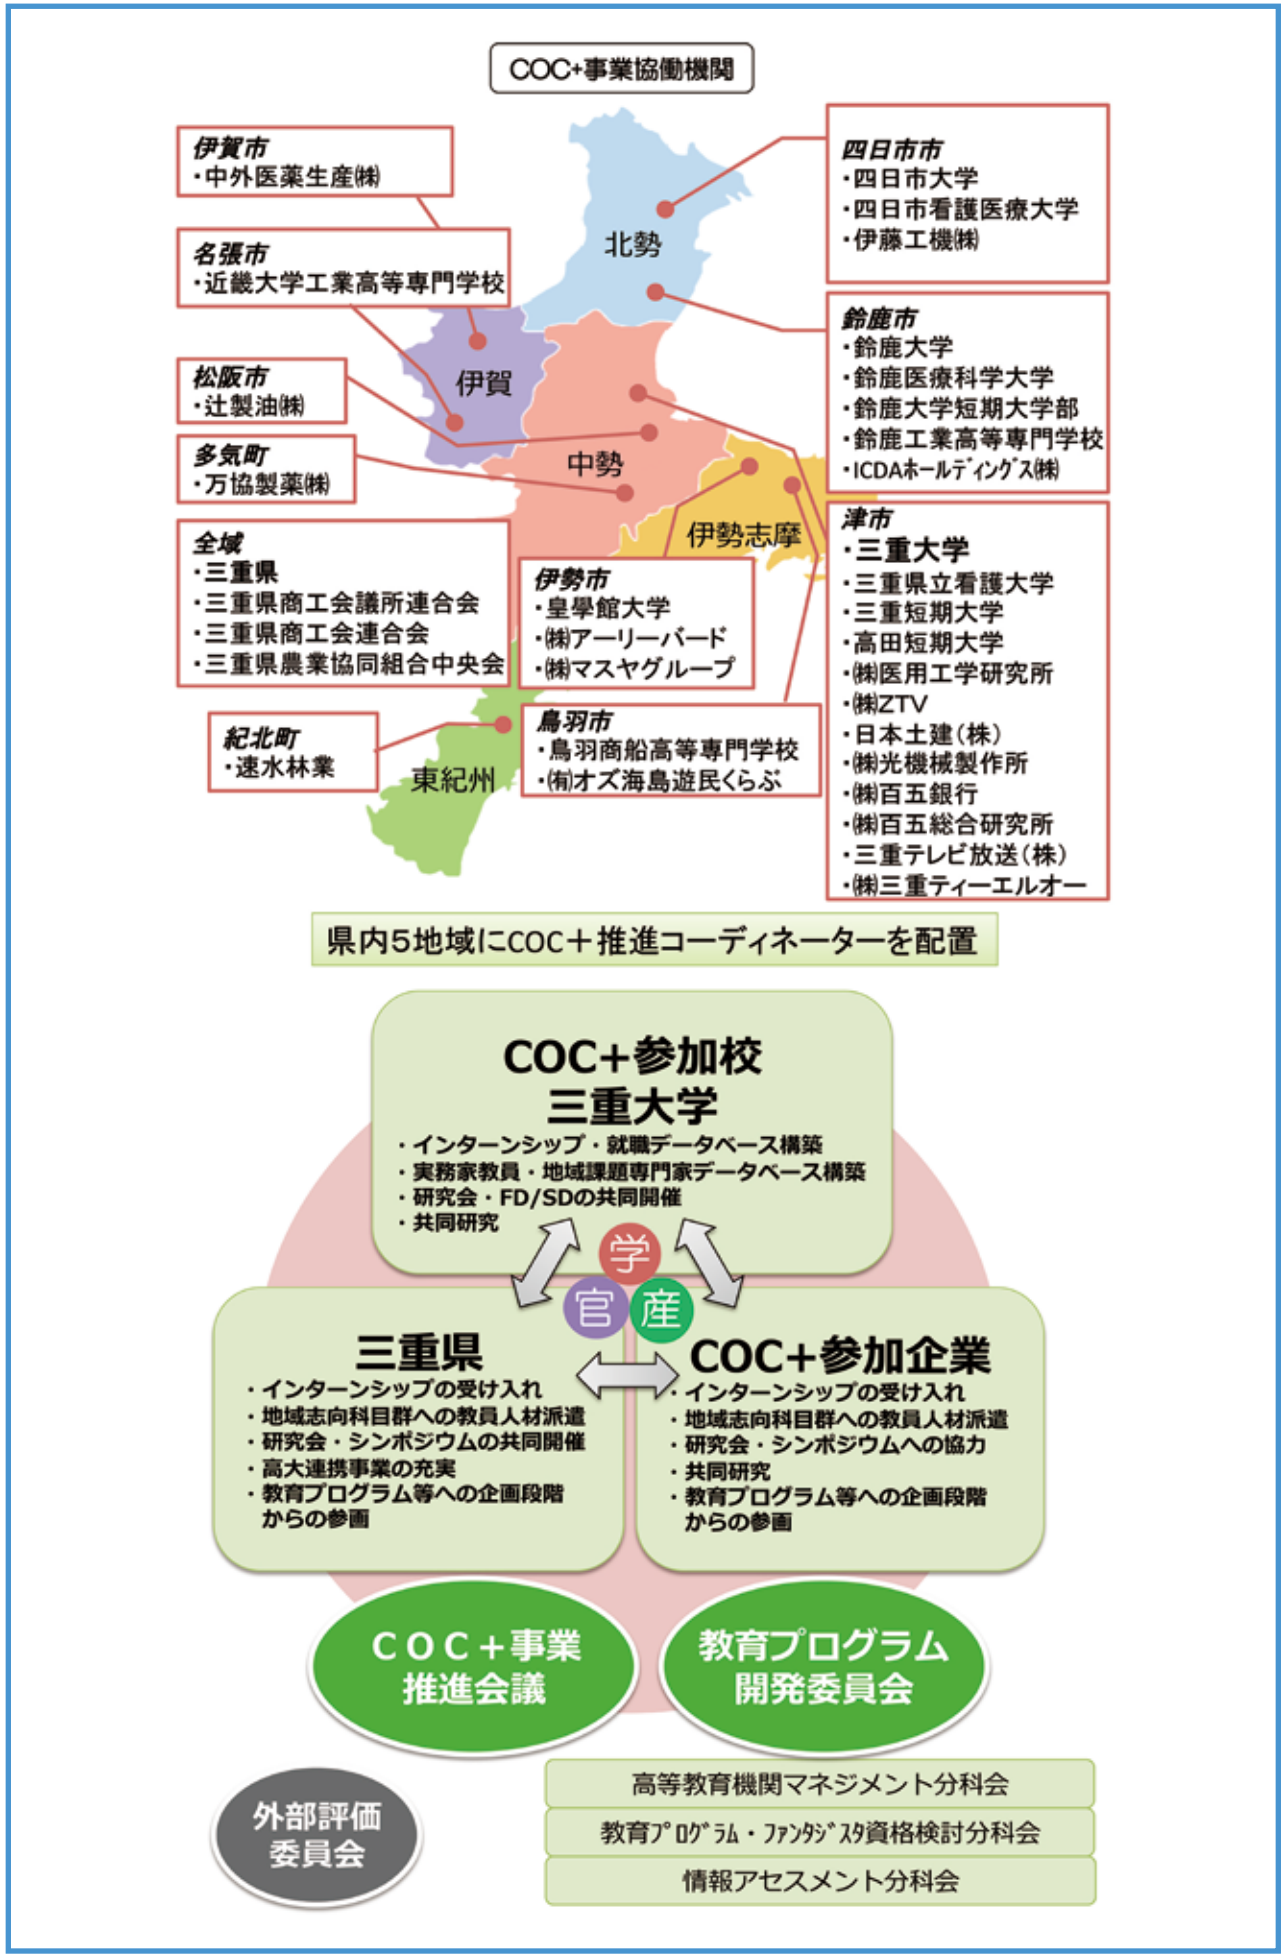 COC+事業協働機関
伊賀市
・中外医薬生産㈱
名張市
・近畿大学工業高等専門学校
松阪市
・辻製油㈱
多気町
・万協製薬㈱
全域
・三重県
・三重県商工会議所連合会
・三重県商工会連合会
・三重県農業協同組合中央会
紀北町
・速水林業
北勢
伊賀
中勢
伊勢志摩
東紀州
伊勢市
・皇學館大学
・㈱アーリーバード
・㈱マスヤグループ
鳥羽市
・鳥羽商船高等専門学校
・㈲オズ海島遊民くらぶ
四日市市
・四日市大学
・四日市看護医療大学
・伊藤工機㈱
鈴鹿市
・鈴鹿大学
・鈴鹿医療科学大学
・鈴鹿大学短期大学部
・鈴鹿工業高等専門学校
・ICDAﾎｰﾙﾃﾞｨﾝｸﾞｽ㈱
津市
・三重大学
・三重県立看護大学
・三重短期大学
・高田短期大学
・㈱医用工学研究所
・㈱ZTV
・日本土建(株)
・㈱光機械製作所
・㈱百五銀行
・㈱百五総合研究所
・三重テレビ放送(株)
・㈱三重ティーエルオー
県内5地域にCOC＋推進コーディネーターを配置
COC+参加校
三重大学
・インターンシップ・就職データベース構築
・実務家教員・地域課題専門家データベース構築
・研究会・FD/SDの共同開催
・共同研究
学
官
産
三重県
・インターンシップの受け入れ
・地域志向科目群への教員人材派遣
・研究会・シンポジウムの共同開催
・高大連携事業の充実
・教育プログラム等への企画段階
からの参画
COC+参加企業
・インターンシップの受け入れ
・地域志向科目群への教員人材派遣
・研究会・シンポジウムへの協力
・共同研究
・教育プログラム等への企画段階
からの参画
ＣＯＣ＋事業
推進会議
教育プログラム
開発委員会
外部評価
委員会
高等教育機関マネジメント分科会
教育ﾌﾟﾛｸﾞﾗﾑ・ﾌｧﾝﾀｼﾞｽﾀ資格検討分科会
情報アセスメント分科会